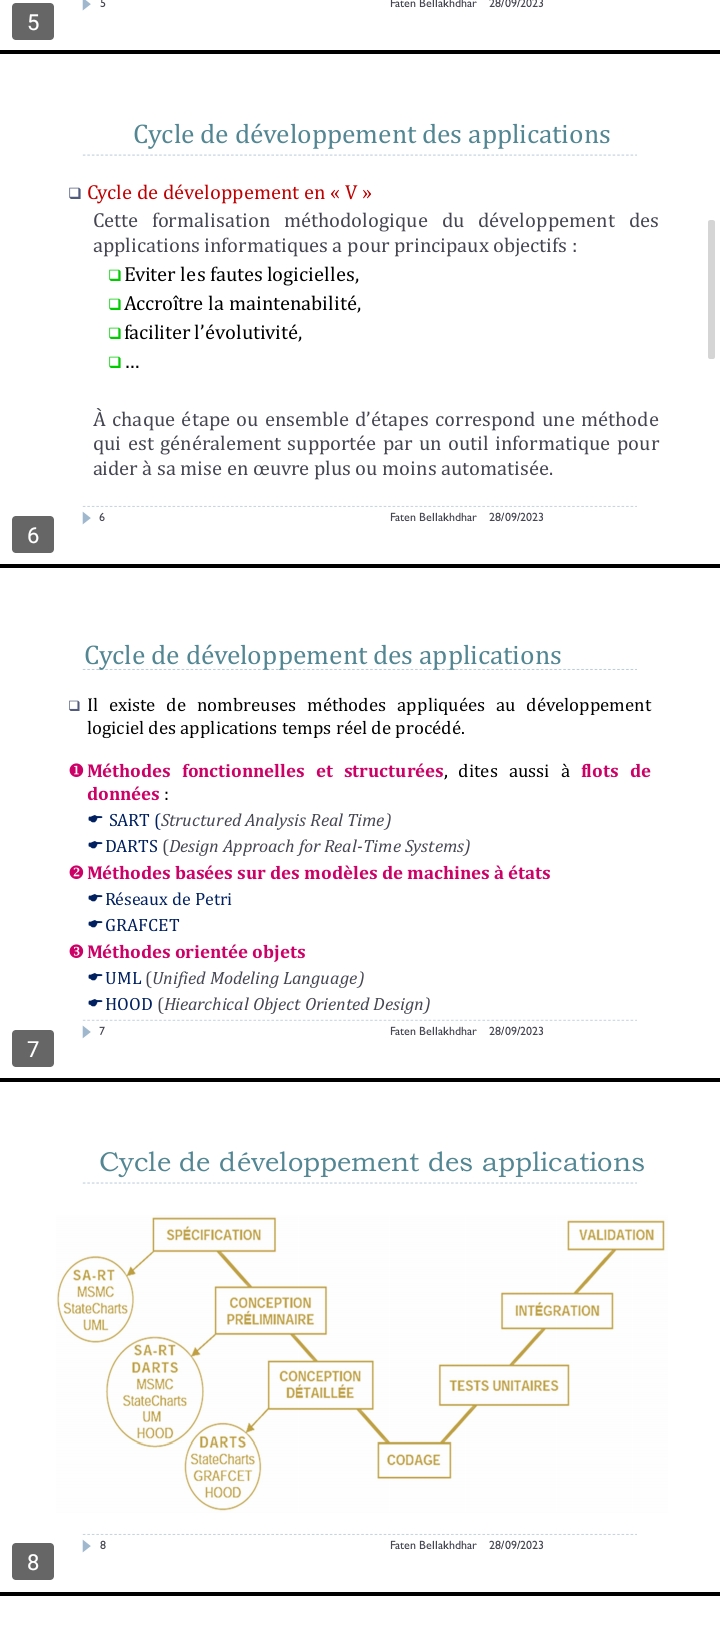 5
5 Faten Bellakhdhar 28/09/2023
Cycle de développement des applications
❑ Cycle de développement en « V »
Cette formalisation méthodologique du développement des
applications informatiques a pour principaux objectifs :
❑ Eviter les fautes logicielles,
❑ Accroître la maintenabilité,
❑ faciliter l’évolutivité,
❑ …
À chaque étape ou ensemble d’étapes correspond une méthode
qui est généralement supportée par un outil informatique pour
aider à sa mise en œuvre plus ou moins automatisée.
6 Faten Bellakhdhar 28/09/2023
6
Cycle de développement des applications
❑ Il existe de nombreuses méthodes appliquées au développement
logiciel des applications temps réel de procédé.
❶ Méthodes fonctionnelles et structurées, dites aussi à flots de
données :
☛ SART (Structured Analysis Real Time)
☛ DARTS (Design Approach for Real-Time Systems)
❷ Méthodes basées sur des modèles de machines à états
☛ Réseaux de Petri
☛ GRAFCET
❸ Méthodes orientée objets
☛ UML (Unified Modeling Language)
☛ HOOD (Hiearchical Object Oriented Design)
7 Faten Bellakhdhar 28/09/2023
7
Cycle de développement des applications
SPÉCIFICATION
SA-RT
MSMC
StateCharts
UML
CONCEPTION
PRÉLIMINAIRE
SA-RT
DARTS
MSMC
StateCharts
UM
HOOD
CONCEPTION
DÉTAILLÉE
DARTS
StateCharts
GRAFCET
HOOD
CODAGE
TESTS UNITAIRES
INTÉGRATION
VALIDATION
8 Faten Bellakhdhar 28/09/2023
8